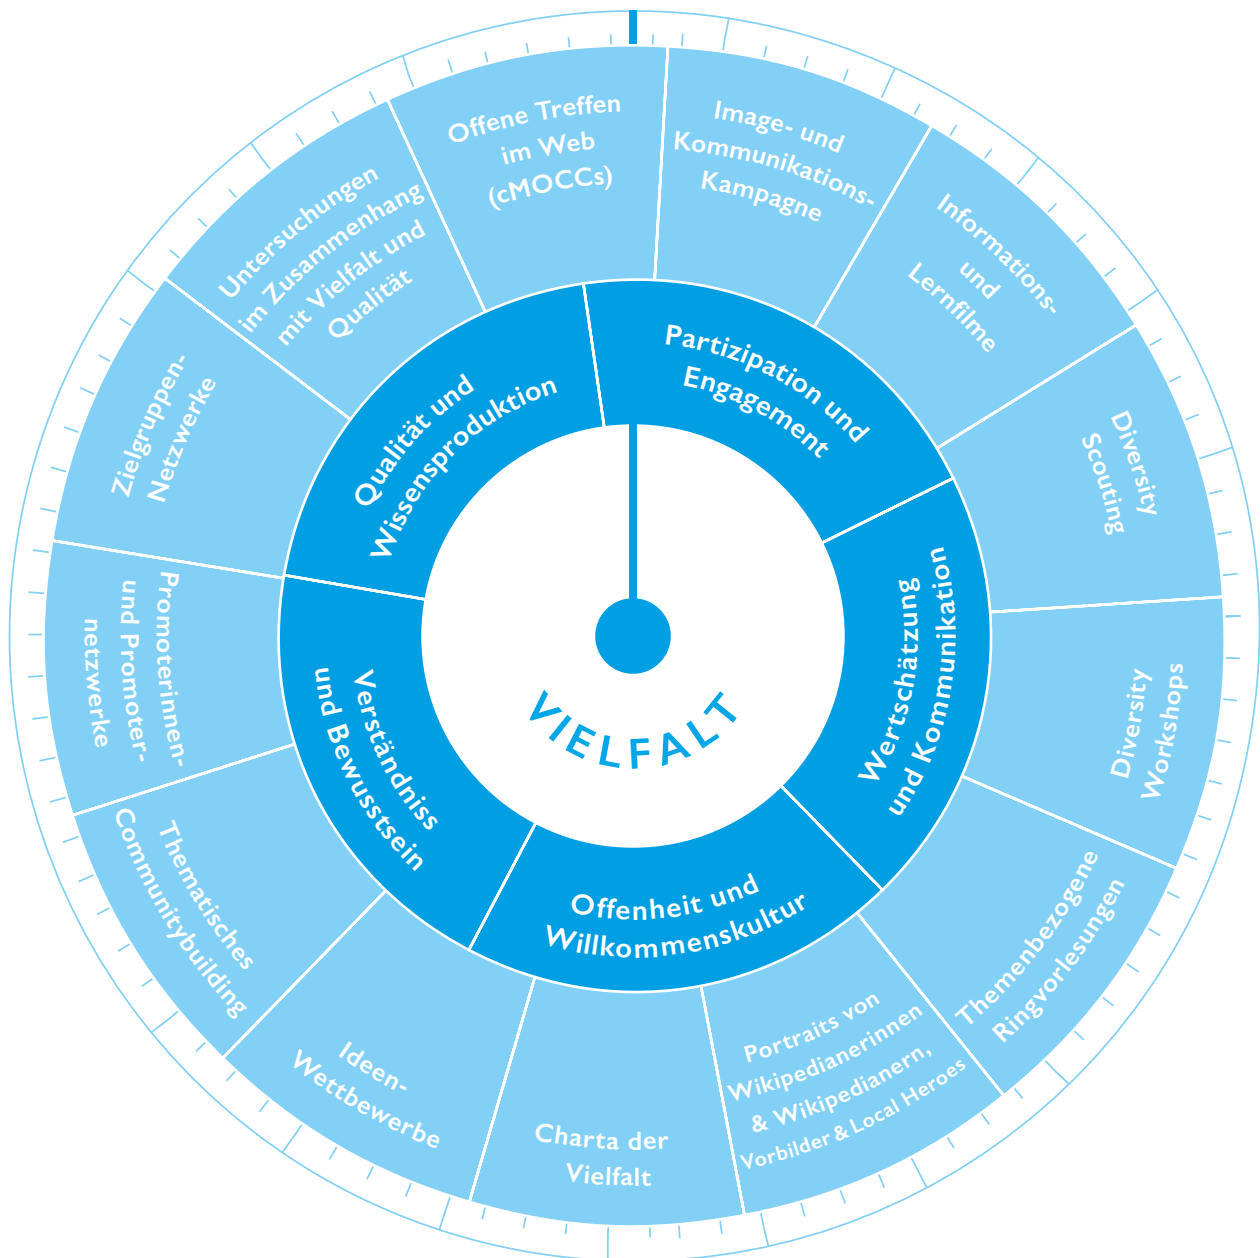 Offene Treffen
im Web
(cMOCCs)
Image- und
Kommunikations-
Kampagne
Informations-
und
Lernfilme
Diversity
Scouting
Diversity
Workshops
Themenbezogene
Ringvorlesungen
Portraits von
Wikipedianerinnen
& Wikipedianern,
Vorbilder & Local Heroes
Charta der
Vielfalt
Ideen-
Wettbewerbe
Thematisches
Communitybuilding
Promoterinnen-
und Promoter-
netzwerke
Zielgruppen-
Netzwerke
Untersuchungen
im Zusammenhang
mit Vielfalt und
Qualität
Partizipation und
Engagement
Wertschätzung
und Kommunikation
Offenheit und
Willkommenskultur
Verständniss
und Bewusstsein
Qualität und
Wissensproduktion
VIELFALT